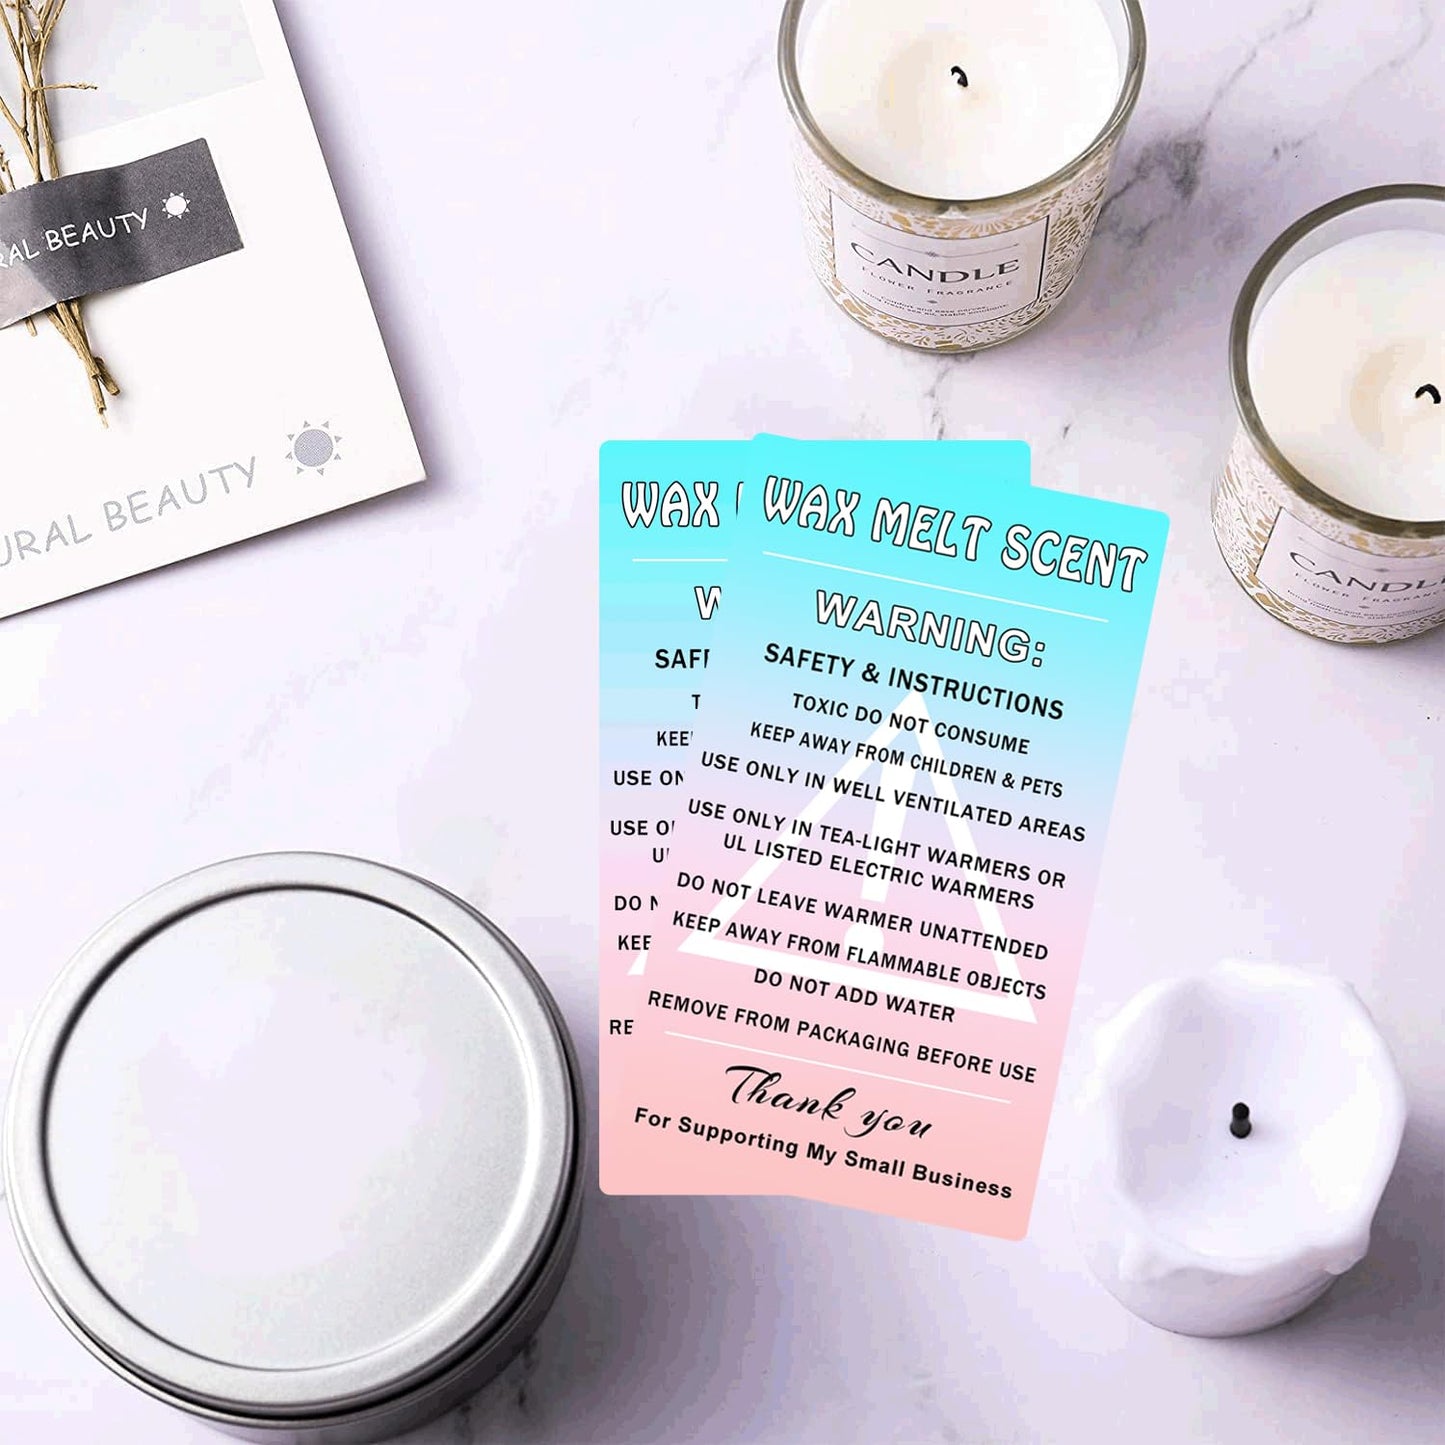 RAL BEAUTY
URAL BEAUTY
CANDLE
FLOWER FRAGRANCE
CANDLE
FLOWER FRAGRANCE
WAX
SAFE
KEE
USE ON
USE O
DO N
KEE
RE
WAX MELT SCENT
WARNING:
SAFETY & INSTRUCTIONS
TOXIC DO NOT CONSUME
KEEP AWAY FROM CHILDREN & PETS
USE ONLY IN WELL VENTILATED AREAS
USE ONLY IN TEA-LIGHT WARMERS OR
UL LISTED ELECTRIC WARMERS
DO NOT LEAVE WARMER UNATTENDED
KEEP AWAY FROM FLAMMABLE OBJECTS
DO NOT ADD WATER
REMOVE FROM PACKAGING BEFORE USE
Thank you
For Supporting My Small Business